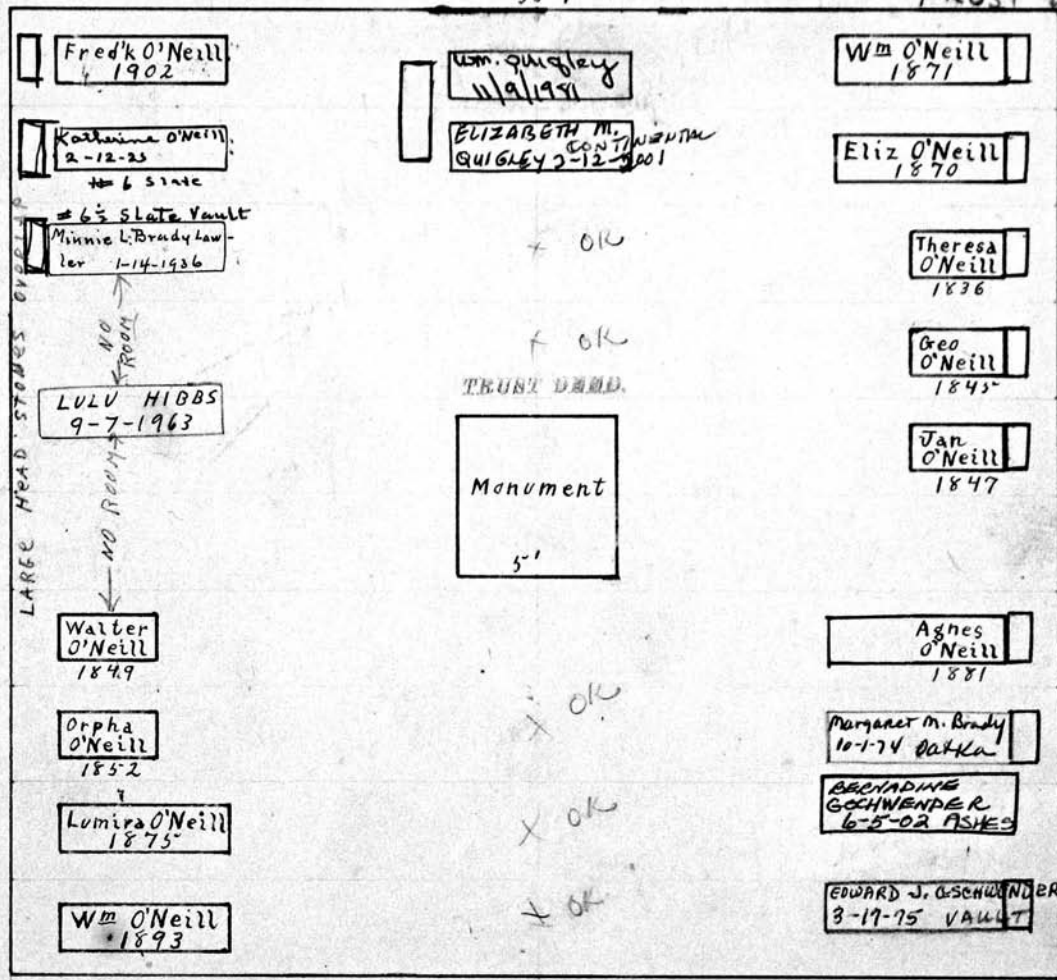 Fred'k O'Neill
1902
Katherine O'Neill
2-12-23
# 6 Slate
# 6½ Slate Vault
Minnie L. Brady Law-
ler 1-14-1936
NO
ROOM
LULU HIBBS
9-7-1963
NO ROOM
LARGE HEAD STONES OVERLAP
Walter
O'Neill
1849
Orpha
O'Neill
1852
Lumira O'Neill
1875
Wm O'Neill
1893
Wm. Quigley
11/9/1981
ELIZABETH M.
CONTINENTAL
QUIGLEY 2-12-2001
+ OK
+ OK
TRUST DEED.
Monument
5'
X OK
X OK
X OK
Wm O'Neill
1871
Eliz O'Neill
1870
Theresa
O'Neill
1836
Geo
O'Neill
1845
Jan
O'Neill
1847
Agnes
O'Neill
1881
Margaret M. Brady
10-1-74
BERNADINE
GSCHWENDER
6-5-02 ASHES
EDWARD J. GSCHWENDER
3-17-75 VAULT